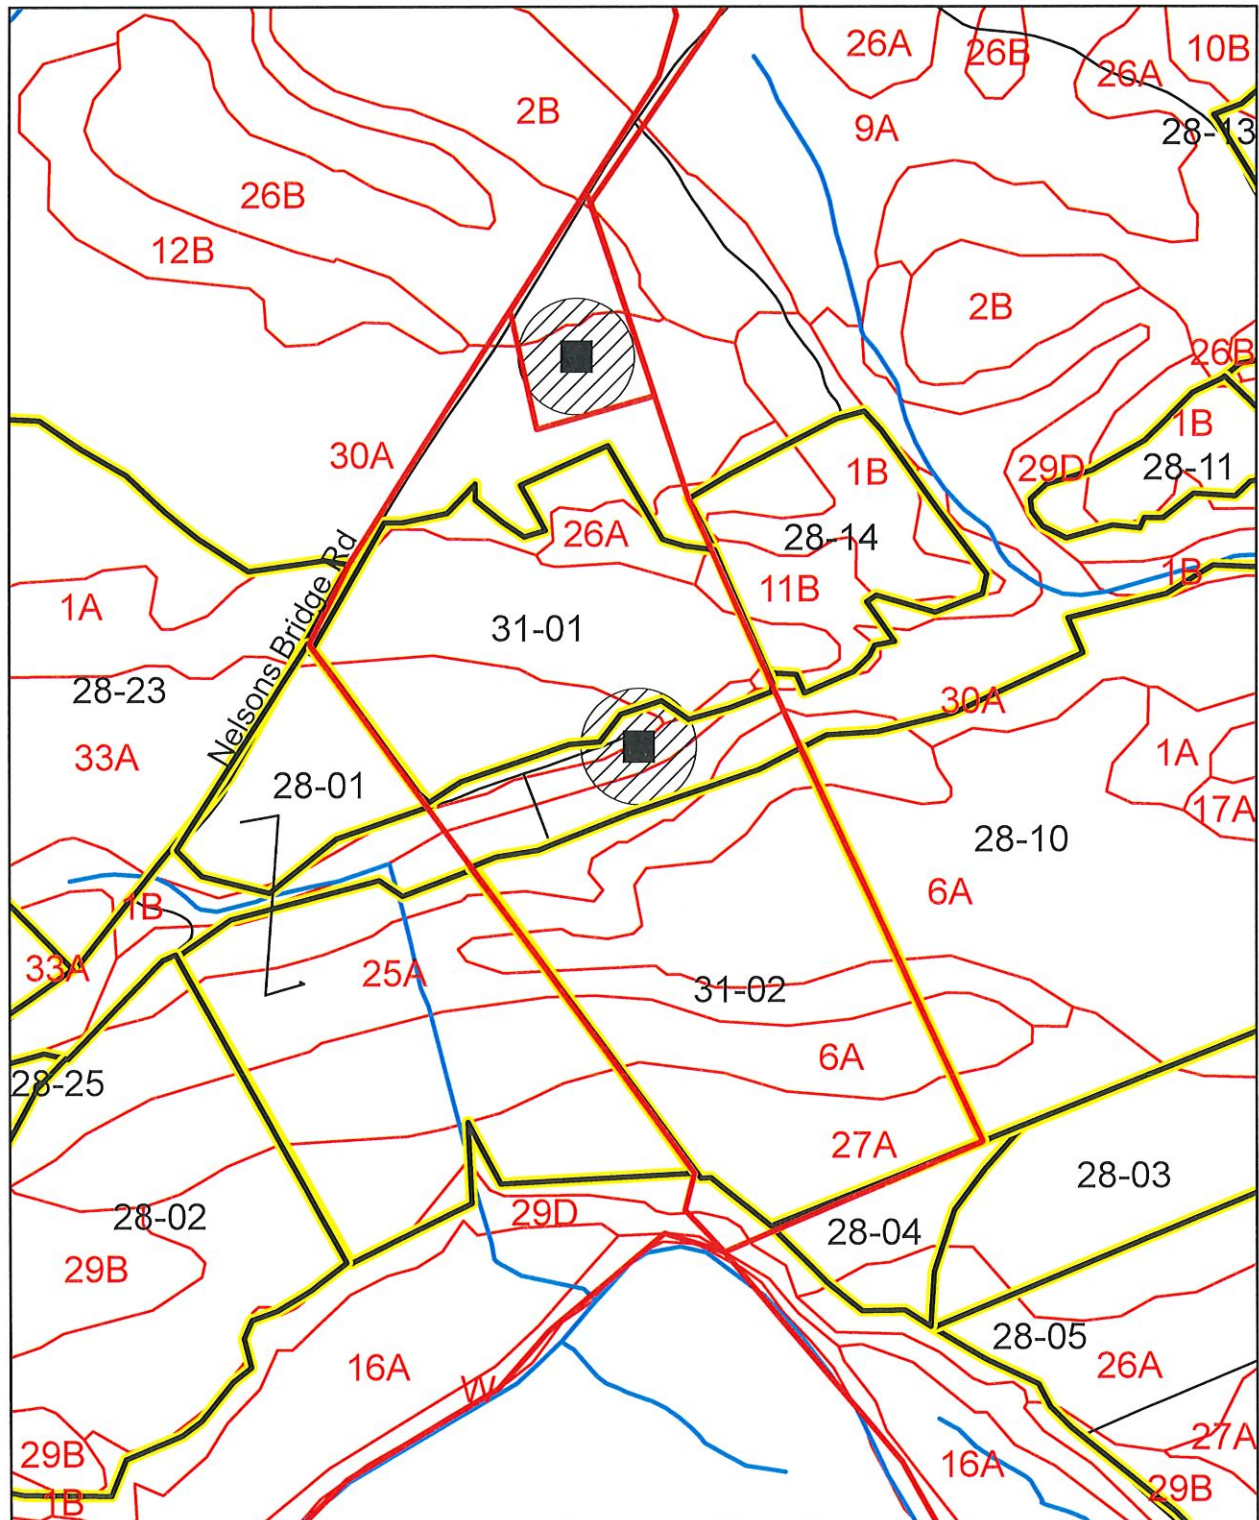 26A
26B
10B
26A
2B
9A
28-13
26B
12B
2B
26B
1B
30A
1B
29D
28-11
26A
28-14
1B
11B
1A
Nelsons Bridge Rd
31-01
28-23
30A
33A
1A
28-01
17A
28-10
6A
1B
33A
25A
31-02
6A
28-25
27A
28-03
28-02
29D
28-04
29B
28-05
16A
26A
W
29B
27A
16A
1B
29B